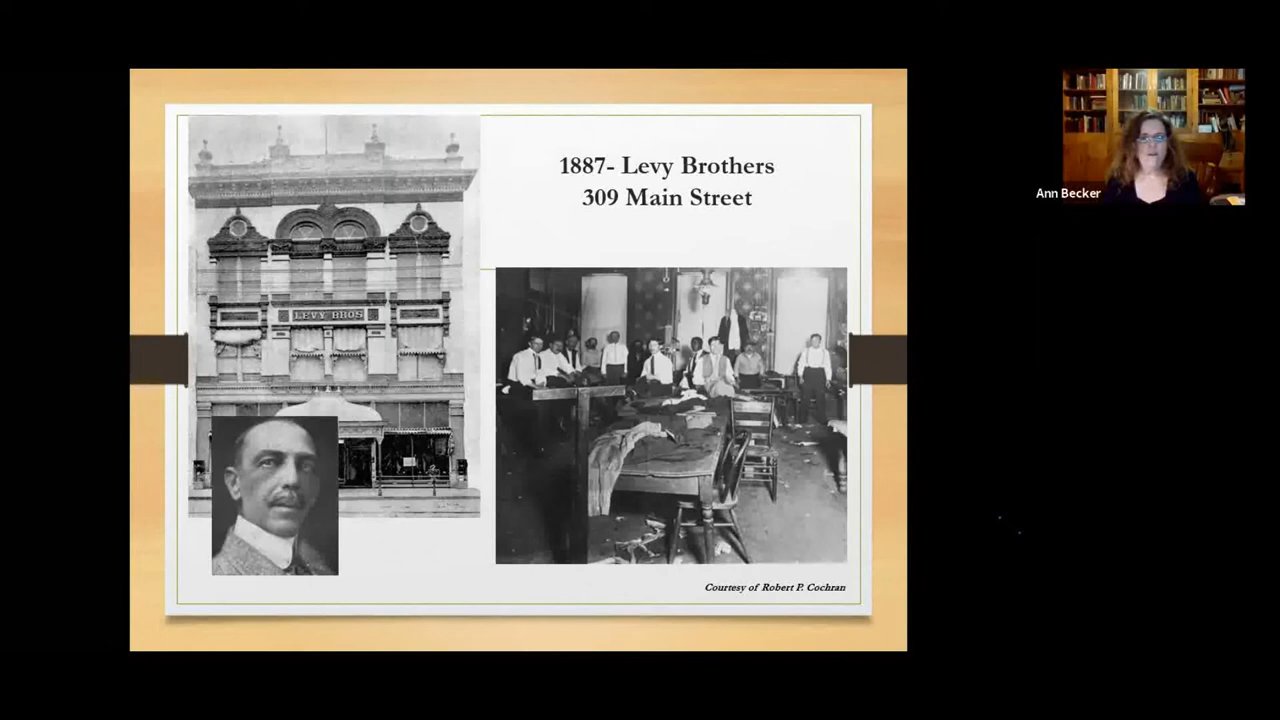 1887- Levy Brothers
309 Main Street
LEVY BROS
Courtesy of Robert P. Cochran
Ann Becker